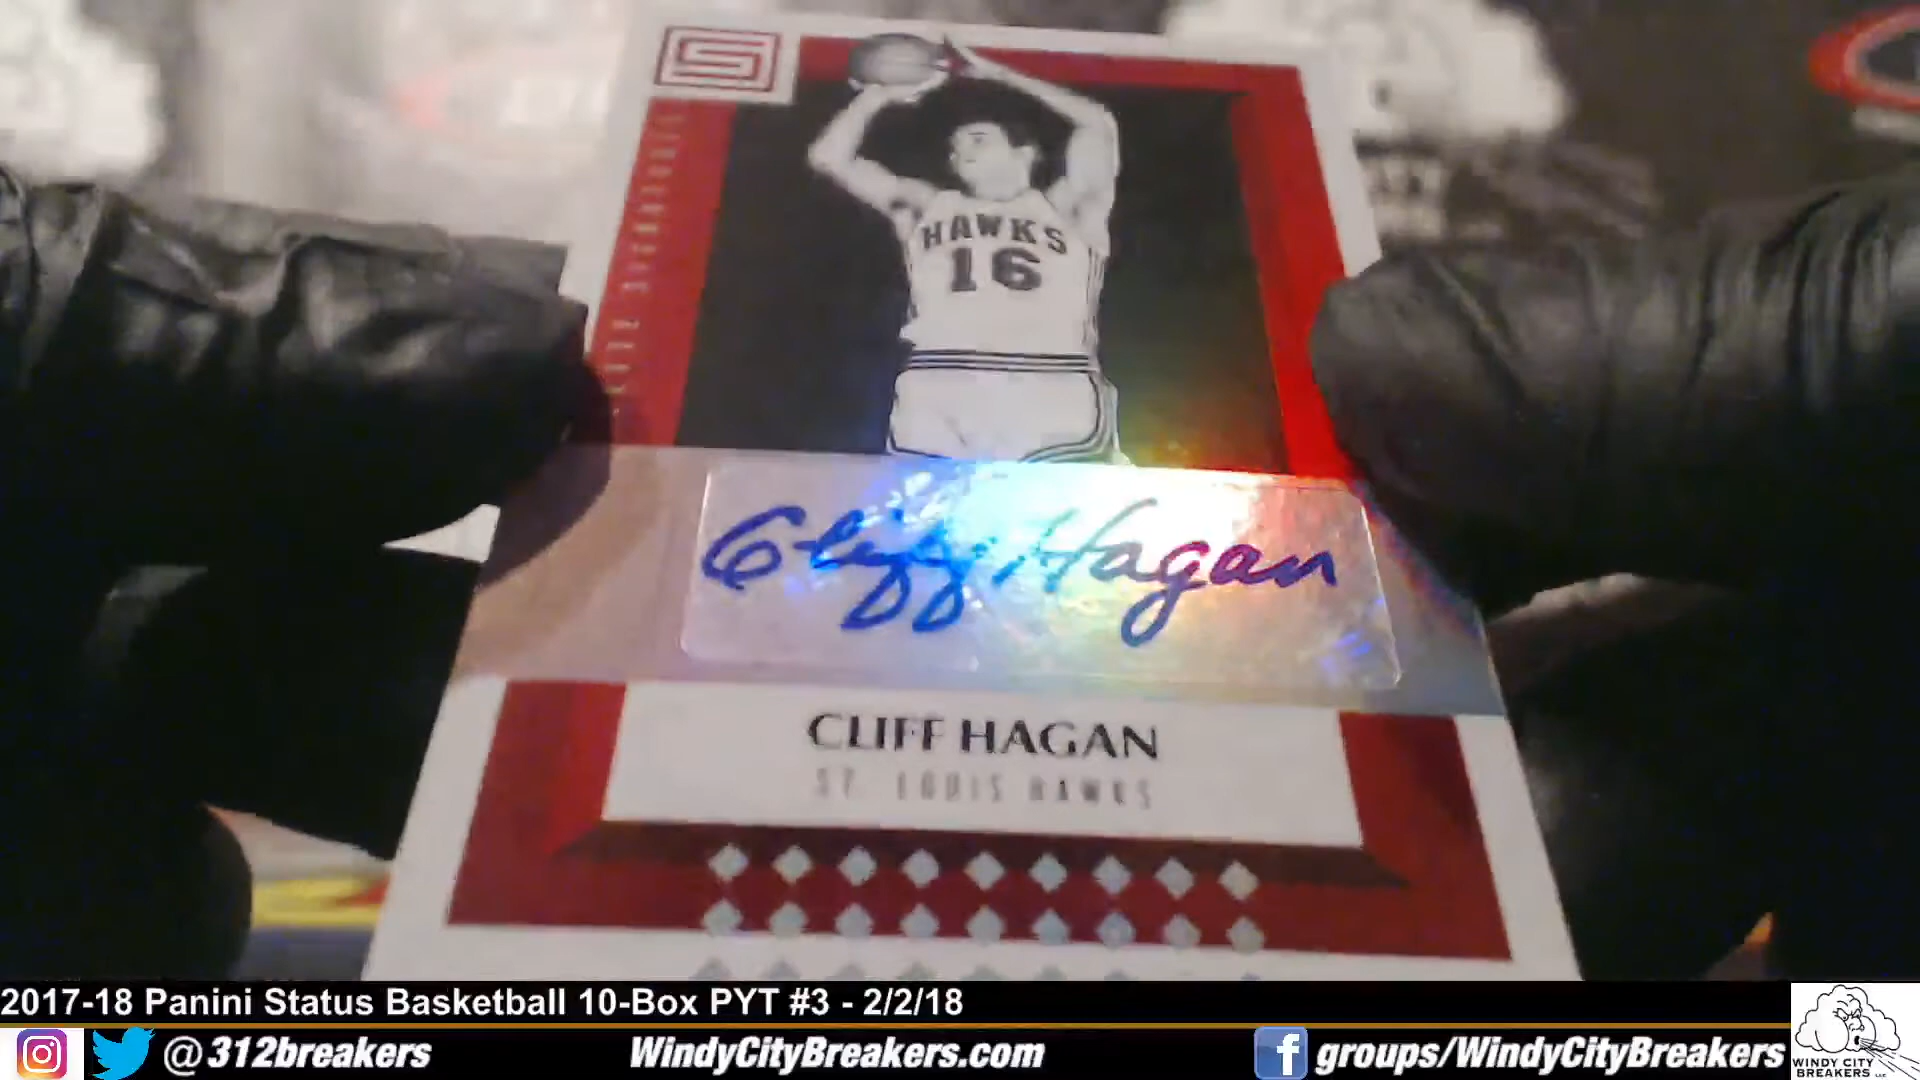 HAWKS
16
Cliff Hagan
CLIFF HAGAN
ST. LOUIS HAWKS
2017-18 Panini Status Basketball 10-Box PYT #3 - 2/2/18
@312breakers
WindyCityBreakers.com
f groups/WindyCityBreakers
WINDY CITY
BREAKERS LLC